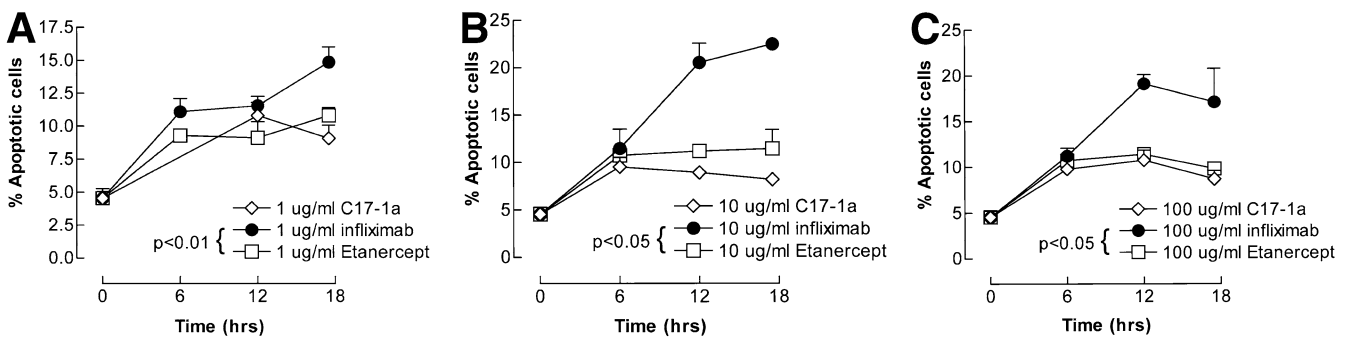 A
% Apoptotic cells
17.5
15.0
12.5
10.0
7.5
5.0
2.5
0.0
1 ug/ml C17-1a
1 ug/ml infliximab
1 ug/ml Etanercept
p<0.01 {
0 6 12 18
Time (hrs)
B
% Apoptotic cells
25
20
15
10
5
0
10 ug/ml C17-1a
10 ug/ml infliximab
10 ug/ml Etanercept
p<0.05 {
0 6 12 18
Time (hrs)
C
% Apoptotic cells
25
20
15
10
5
0
100 ug/ml C17-1a
100 ug/ml infliximab
100 ug/ml Etanercept
p<0.05 {
0 6 12 18
Time (hrs)